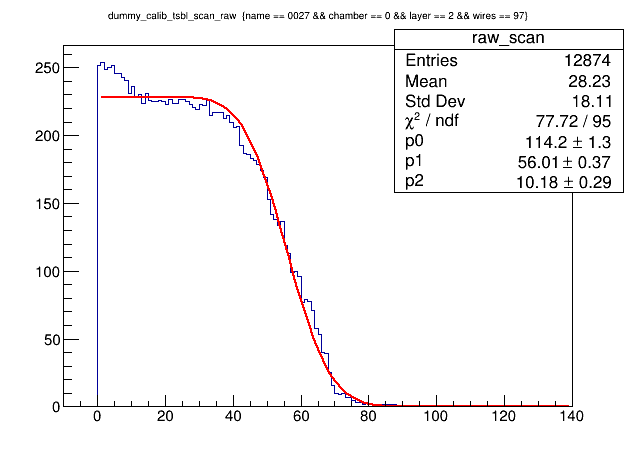 dummy_calib_tsbl_scan_raw {name == 0027 && chamber == 0 && layer == 2 && wires == 97}
raw_scan
Entries 12874
Mean 28.23
Std Dev 18.11
χ² / ndf 77.72 / 95
p0 114.2 ± 1.3
p1 56.01 ± 0.37
p2 10.18 ± 0.29
250
200
150
100
50
0
0 20 40 60 80 100 120 140